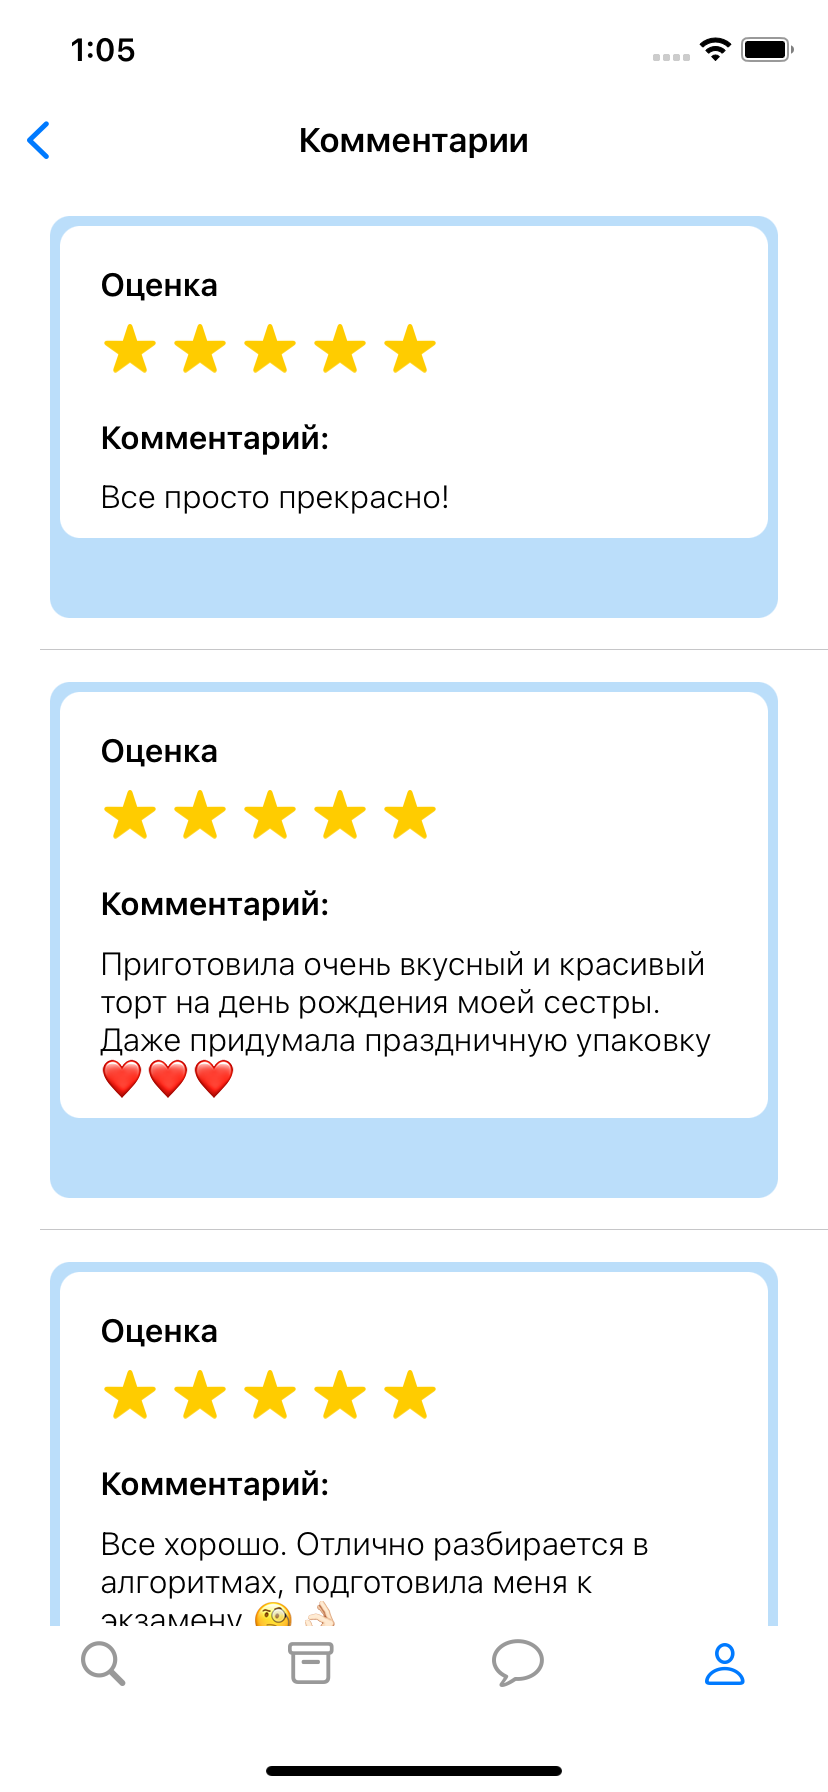 1:05
Комментарии
Оценка
Комментарий:
Все просто прекрасно!
Оценка
Комментарий:
Приготовила очень вкусный и красивый
торт на день рождения моей сестры.
Даже придумала праздничную упаковку
❤️❤️❤️
Оценка
Комментарий:
Все хорошо. Отлично разбирается в
алгоритмах, подготовила меня к
экзамену 🧐👌🏻